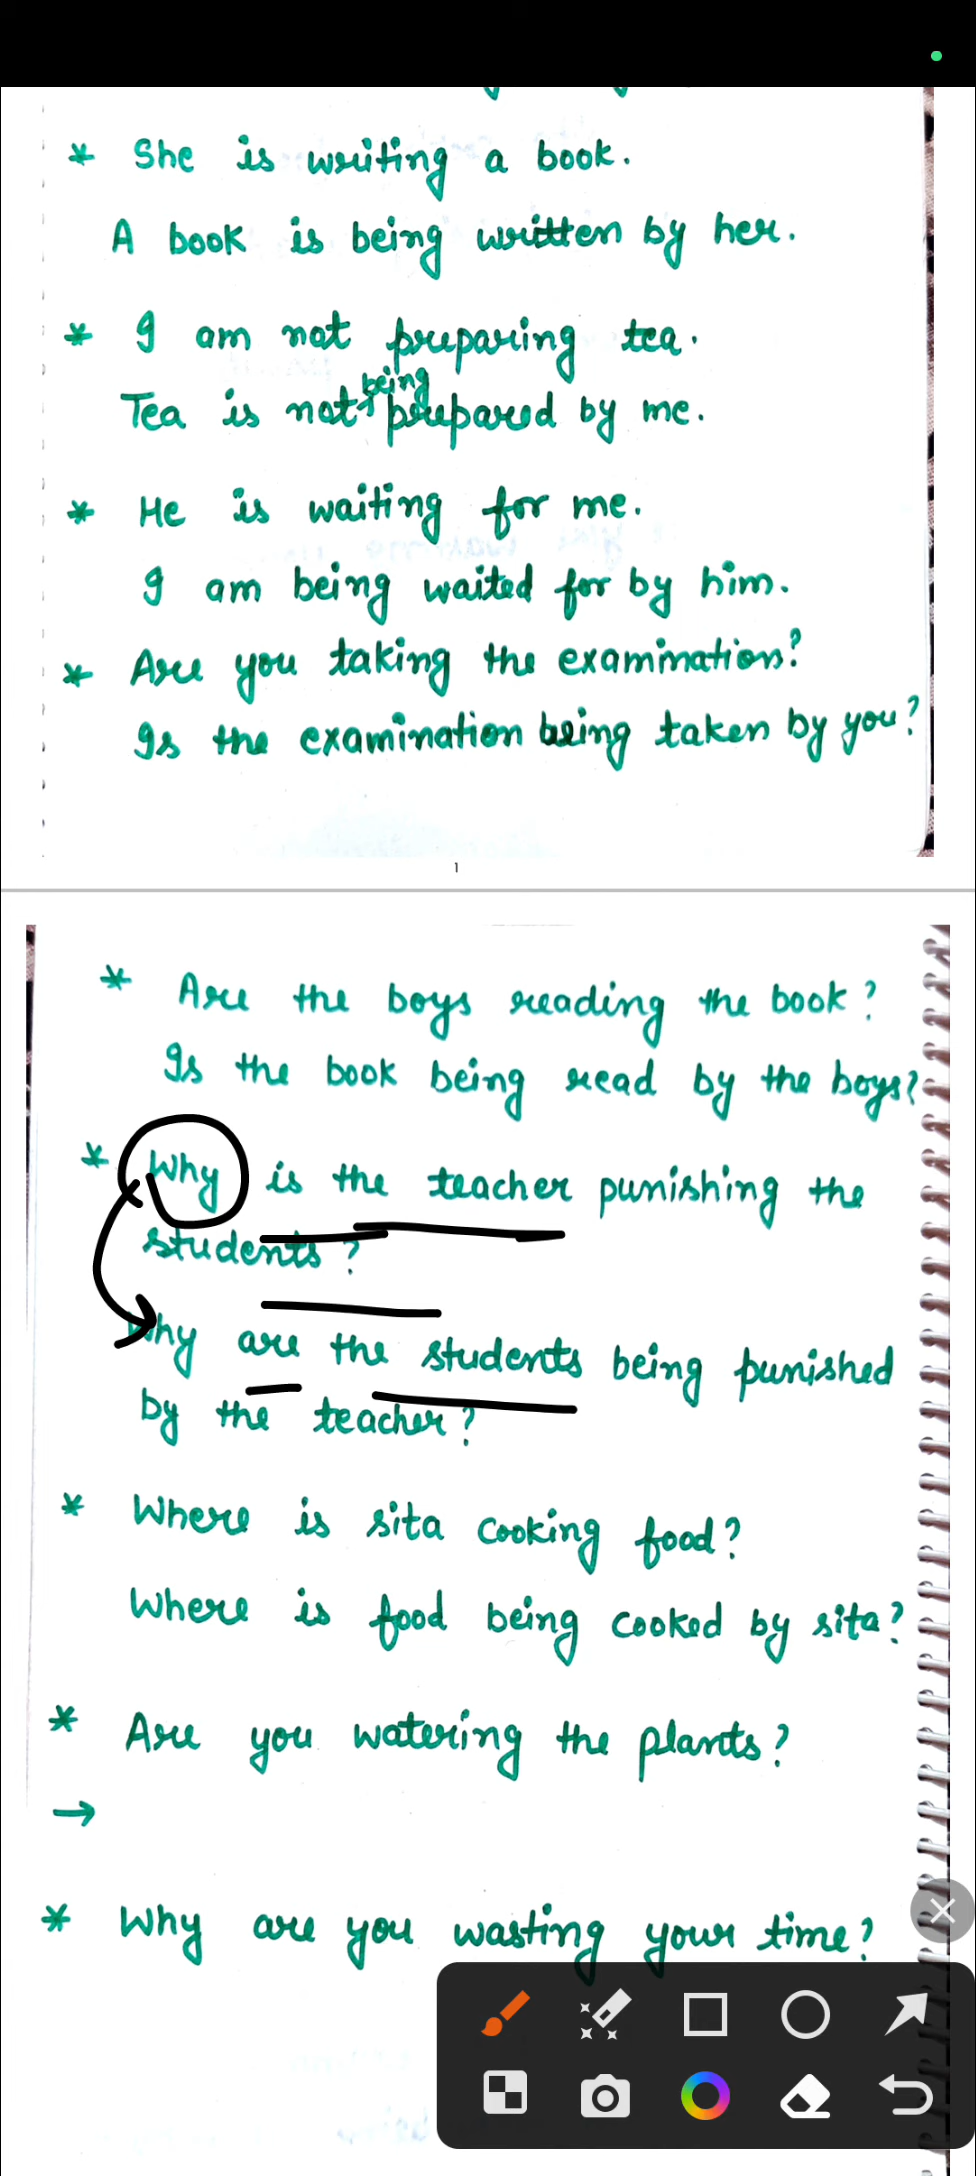 * She is writing a book.
A book is being written by her.
* I am not preparing tea.
being
Tea is not prepared by me.
* He is waiting for me.
I am being waited for by him.
* Are you taking the examination?
Is the examination being taken by you?
1
* Are the boys reading the book?
Is the book being read by the boys?
* Why is the teacher punishing the
students?
Why are the students being punished
by the teacher?
* Where is sita cooking food?
Where is food being cooked by sita?
* Are you watering the plants?
→
* Why are you wasting your time?